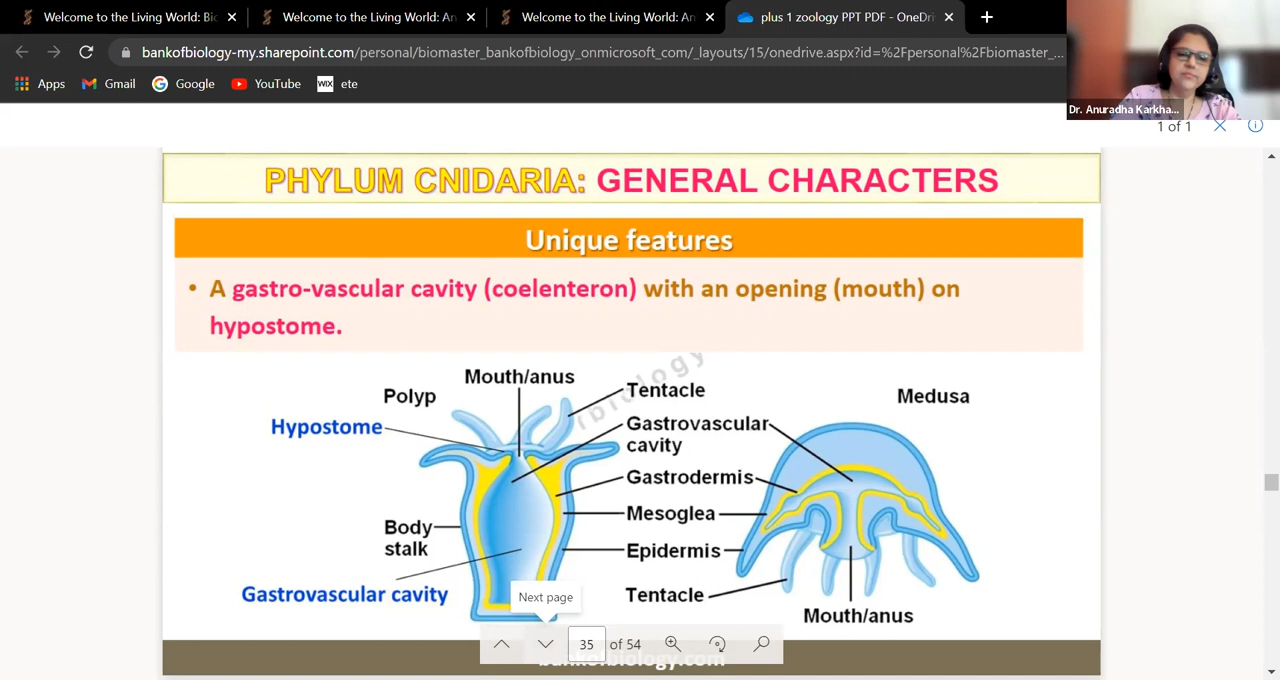 Welcome to the Living World: Bio
Welcome to the Living World: An
Welcome to the Living World: An
plus 1 zoology PPT PDF - OneDri
bankofbiology-my.sharepoint.com/personal/biomaster_bankofbiology_onmicrosoft_com/_layouts/15/onedrive.aspx?id=%2Fpersonal%2Fbiomaster_...
Apps
Gmail
Google
YouTube
WIX
ete
Dr. Anuradha Karkha...
1 of 1
PHYLUM CNIDARIA: GENERAL CHARACTERS
Unique features
• A gastro-vascular cavity (coelenteron) with an opening (mouth) on
hypostome.
Polyp
Mouth/anus
Tentacle
Medusa
Hypostome
Gastrovascular
cavity
Gastrodermis
Mesoglea
Body
stalk
Epidermis
Gastrovascular cavity
Tentacle
Mouth/anus
Next page
35 of 54
bankofbiology.com